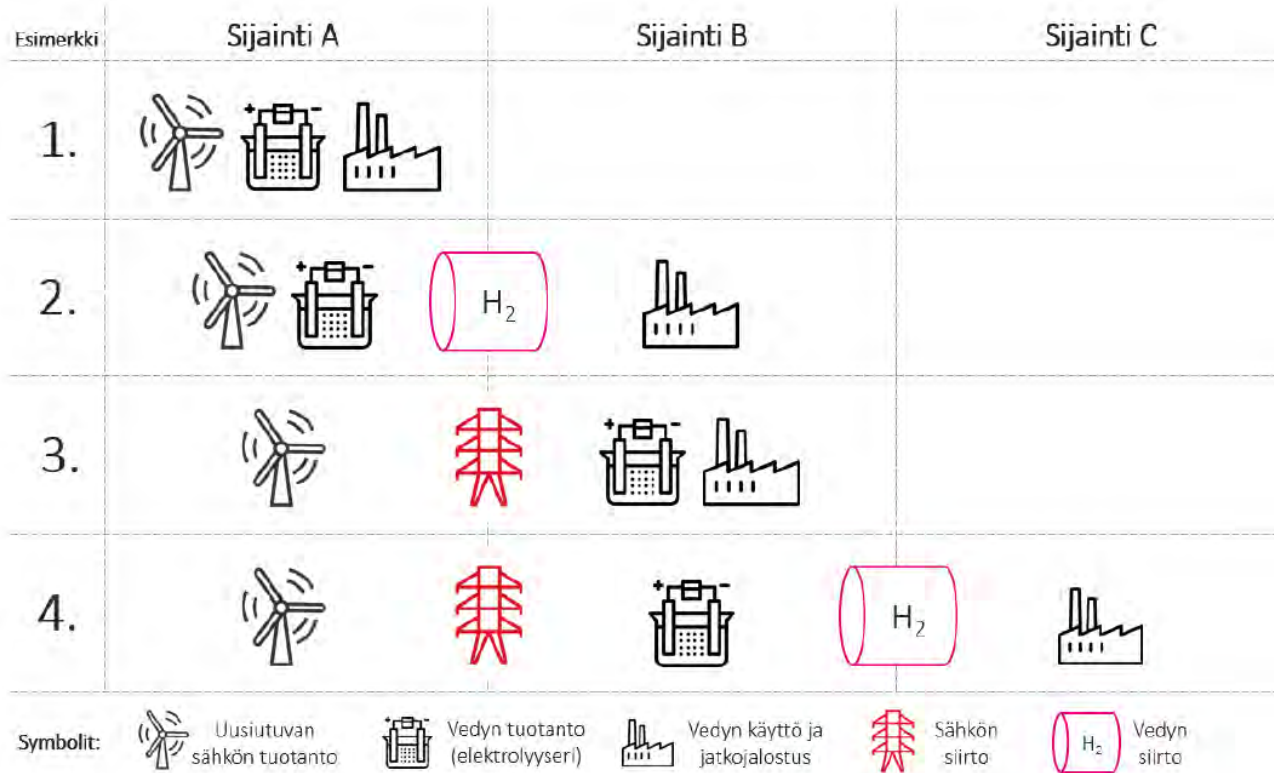 Esimerkki Sijainti A Sijainti B Sijainti C
1.
+ −
2.
+ −
H₂
3.
+ −
4.
+ −
H₂
Symbolit:
Uusiutuvan
sähkön tuotanto
Vedyn tuotanto
(elektrolyyseri)
Vedyn käyttö ja
jatkojalostus
Sähkön
siirto
H₂
Vedyn
siirto